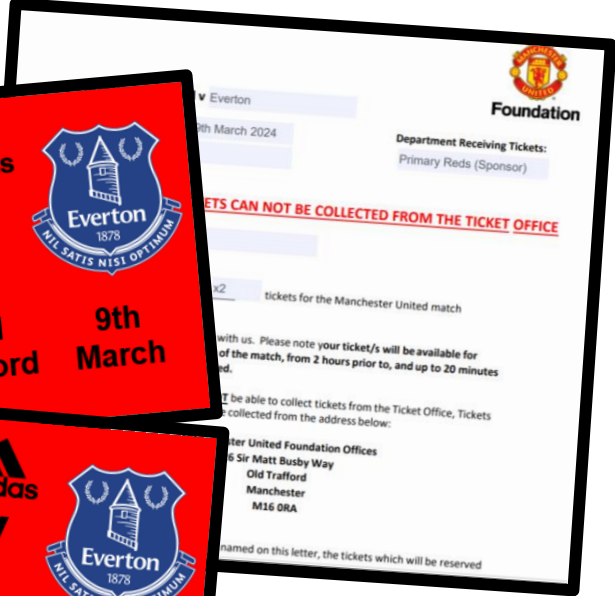 MANCHESTER
UNITED
Foundation
v Everton
9th March 2024
Department Receiving Tickets:
Primary Reds (Sponsor)
ETS CAN NOT BE COLLECTED FROM THE TICKET OFFICE
x2 tickets for the Manchester United match
with us. Please note your ticket/s will be available for
of the match, from 2 hours prior to, and up to 20 minutes
ed.
be able to collect tickets from the Ticket Office, Tickets
e collected from the address below:
ter United Foundation Offices
6 Sir Matt Busby Way
Old Trafford
Manchester
M16 0RA
named on this letter, the tickets which will be reserved
s
Everton
1878
NIL SATIS NISI OPTIMUM
ord
9th
March
das
Everton
1878
NIL SATIS NISI OPTIMUM